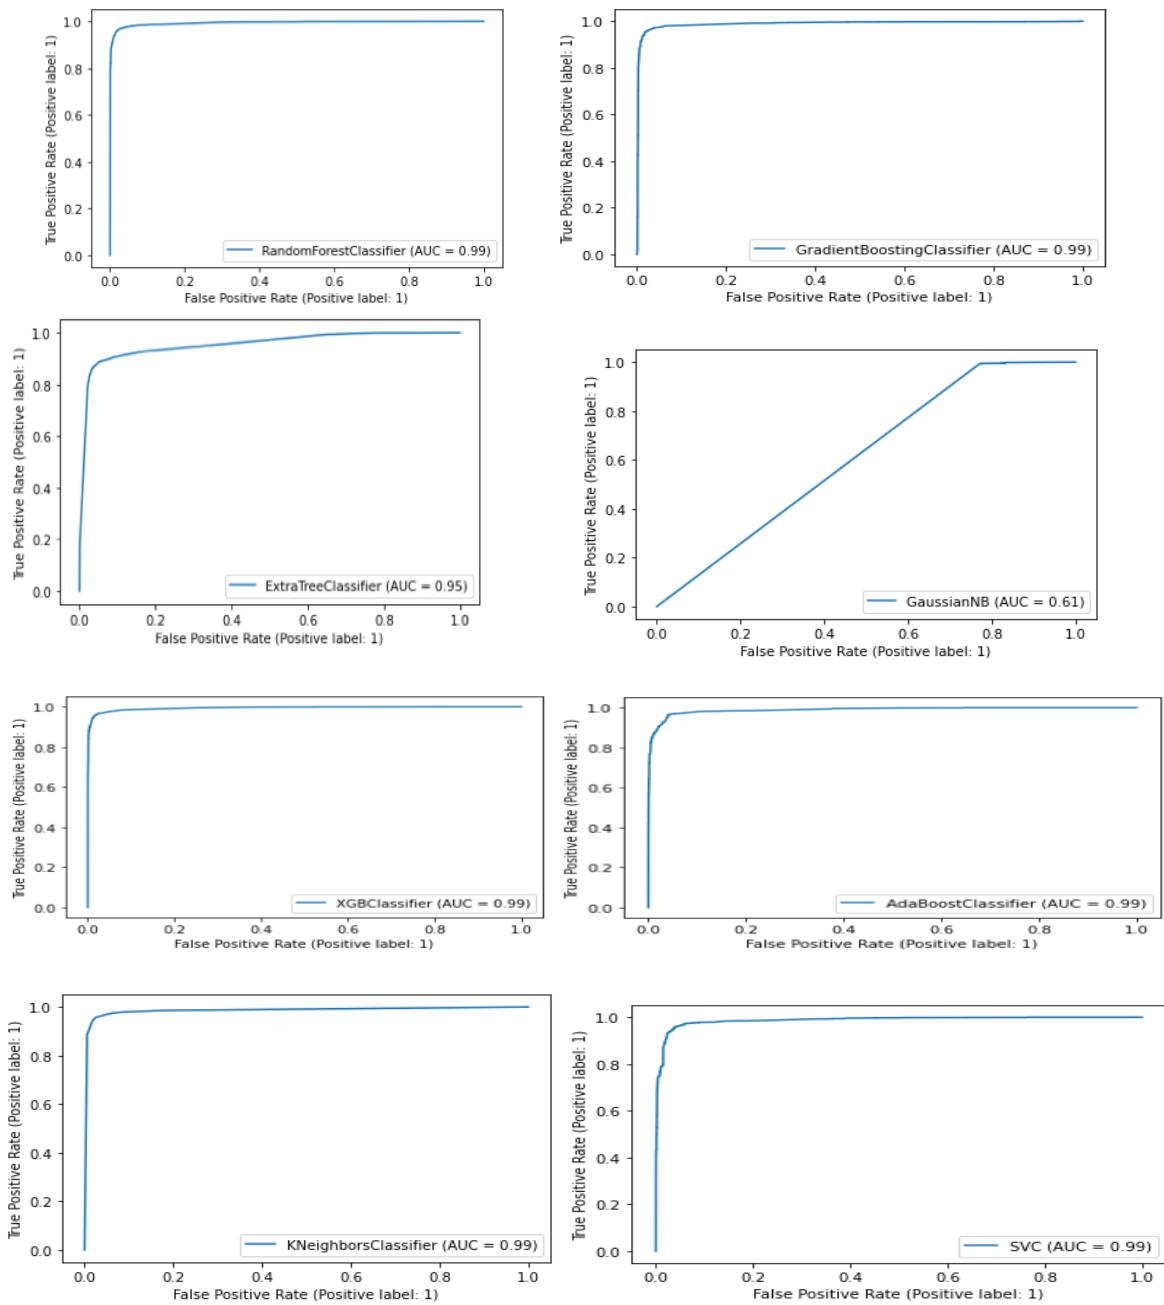 True Positive Rate (Positive label: 1)
1.0
0.8
0.6
0.4
0.2
0.0
RandomForestClassifier (AUC = 0.99)
0.0 0.2 0.4 0.6 0.8 1.0
False Positive Rate (Positive label: 1)
True Positive Rate (Positive label: 1)
1.0
0.8
0.6
0.4
0.2
0.0
GradientBoostingClassifier (AUC = 0.99)
0.0 0.2 0.4 0.6 0.8 1.0
False Positive Rate (Positive label: 1)
True Positive Rate (Positive label: 1)
1.0
0.8
0.6
0.4
0.2
0.0
ExtraTreeClassifier (AUC = 0.95)
0.0 0.2 0.4 0.6 0.8 1.0
False Positive Rate (Positive label: 1)
True Positive Rate (Positive label: 1)
1.0
0.8
0.6
0.4
0.2
0.0
GaussianNB (AUC = 0.61)
0.0 0.2 0.4 0.6 0.8 1.0
False Positive Rate (Positive label: 1)
True Positive Rate (Positive label: 1)
1.0
0.8
0.6
0.4
0.2
0.0
XGBClassifier (AUC = 0.99)
0.0 0.2 0.4 0.6 0.8 1.0
False Positive Rate (Positive label: 1)
True Positive Rate (Positive label: 1)
1.0
0.8
0.6
0.4
0.2
0.0
AdaBoostClassifier (AUC = 0.99)
0.0 0.2 0.4 0.6 0.8 1.0
False Positive Rate (Positive label: 1)
True Positive Rate (Positive label: 1)
1.0
0.8
0.6
0.4
0.2
0.0
KNeighborsClassifier (AUC = 0.99)
0.0 0.2 0.4 0.6 0.8 1.0
False Positive Rate (Positive label: 1)
True Positive Rate (Positive label: 1)
1.0
0.8
0.6
0.4
0.2
0.0
SVC (AUC = 0.99)
0.0 0.2 0.4 0.6 0.8 1.0
False Positive Rate (Positive label: 1)